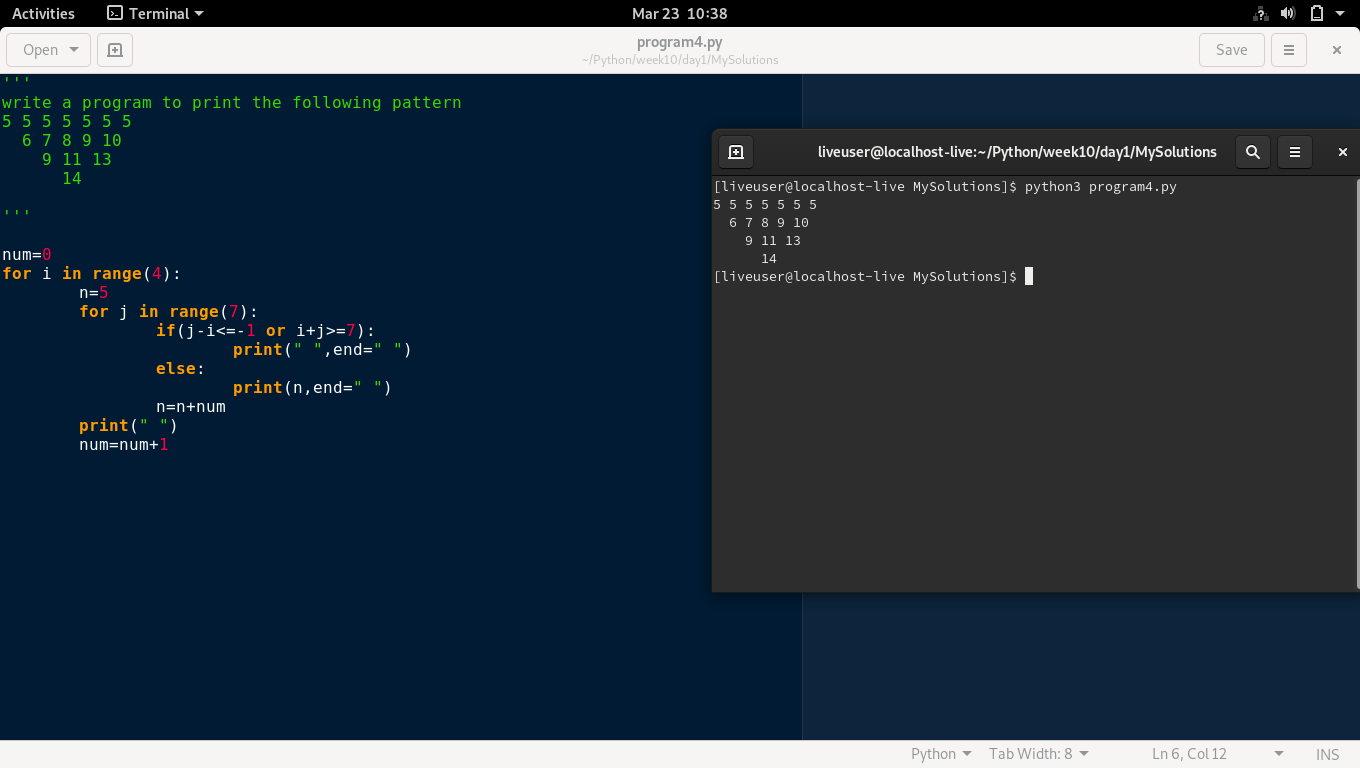 Activities Terminal Mar 23 10:38
Open program4.py Save
~/Python/week10/day1/MySolutions
'''
write a program to print the following pattern
5 5 5 5 5 5 5
  6 7 8 9 10
    9 11 13
      14

'''

num=0
for i in range(4):
        n=5
        for j in range(7):
                if(j-i<=-1 or i+j>=7):
                        print(" ",end=" ")
                else:
                        print(n,end=" ")
                n=n+num
        print(" ")
        num=num+1
liveuser@localhost-live:~/Python/week10/day1/MySolutions
[liveuser@localhost-live MySolutions]$ python3 program4.py
5 5 5 5 5 5 5
  6 7 8 9 10
    9 11 13
      14
[liveuser@localhost-live MySolutions]$
Python Tab Width: 8 Ln 6, Col 12 INS